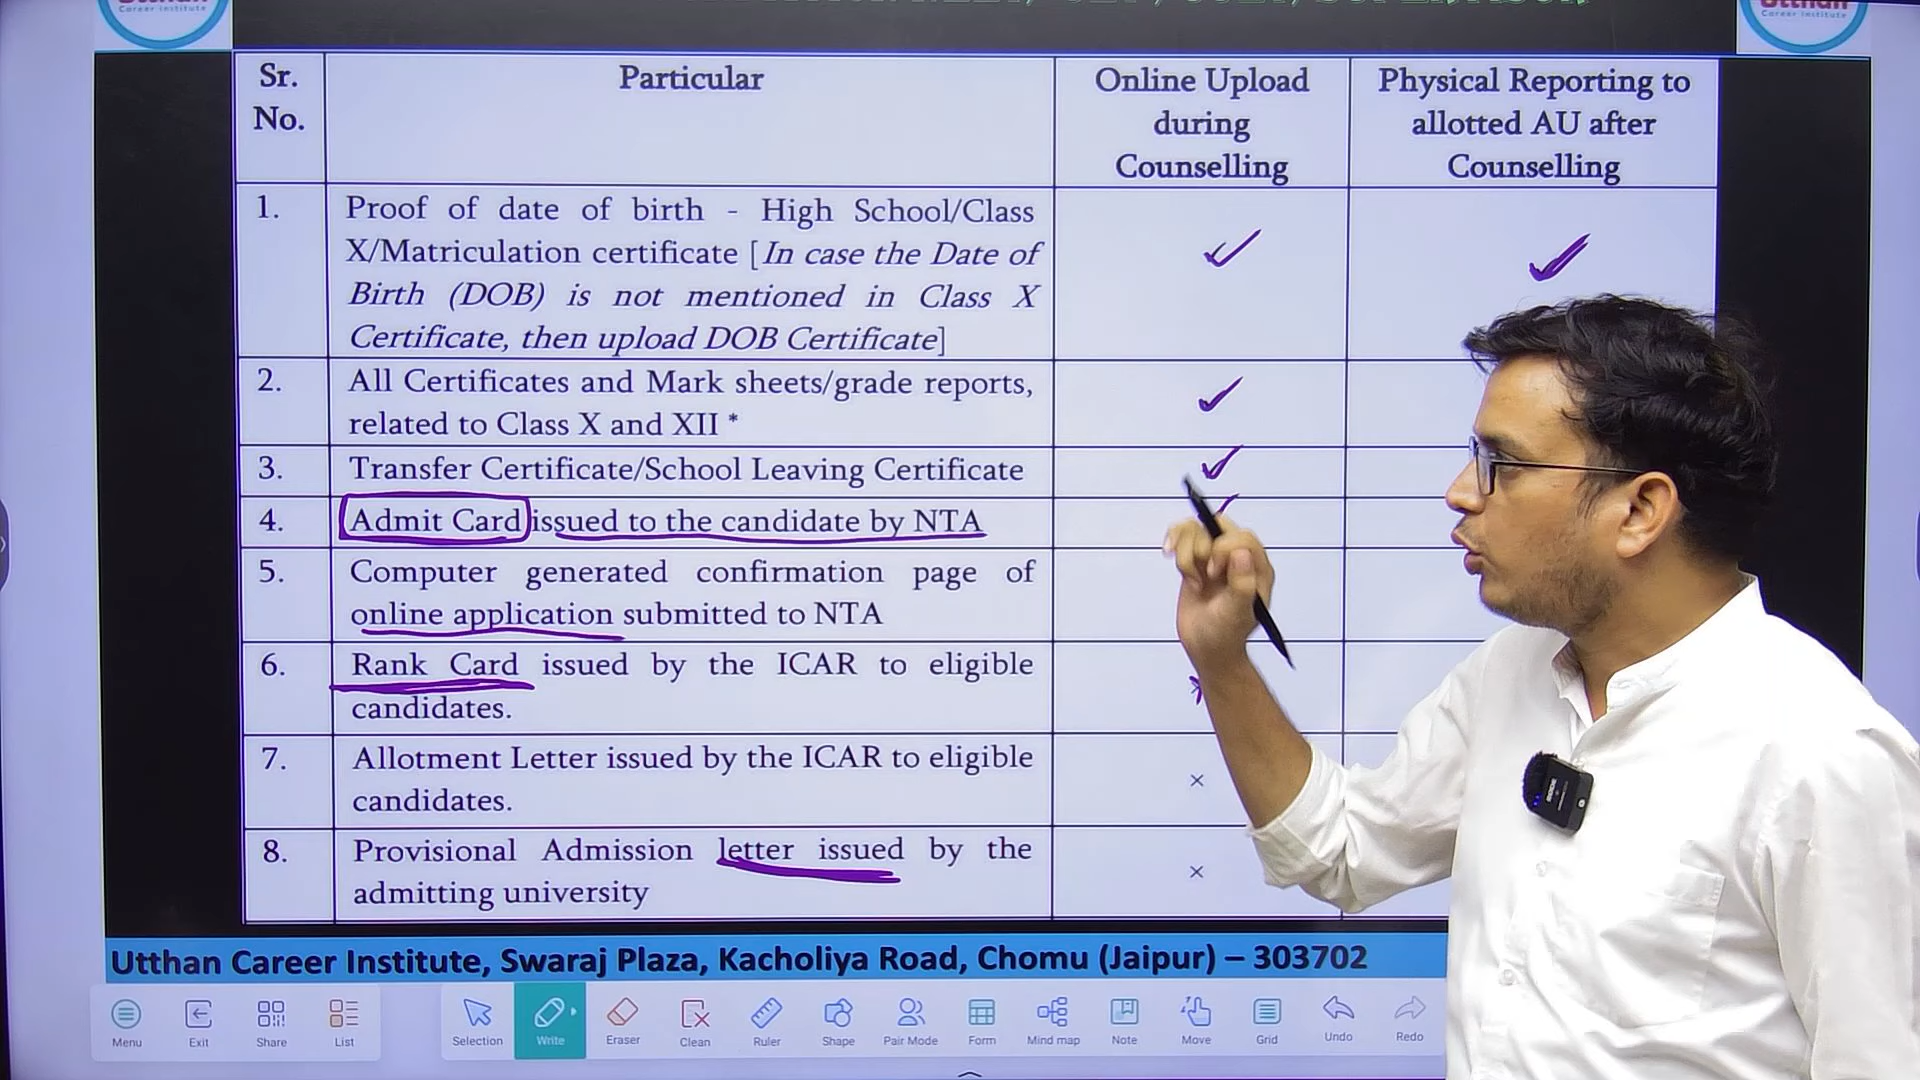 Career Institute
Career Institute
Sr.
No.
Particular
Online Upload
during
Counselling
Physical Reporting to
allotted AU after
Counselling
1.
Proof of date of birth - High School/Class
X/Matriculation certificate [In case the Date of
Birth (DOB) is not mentioned in Class X
Certificate, then upload DOB Certificate]
2.
All Certificates and Mark sheets/grade reports,
related to Class X and XII *
3.
Transfer Certificate/School Leaving Certificate
4.
Admit Card issued to the candidate by NTA
5.
Computer generated confirmation page of
online application submitted to NTA
6.
Rank Card issued by the ICAR to eligible
candidates.
7.
Allotment Letter issued by the ICAR to eligible
candidates.
×
8.
Provisional Admission letter issued by the
admitting university
×
Utthan Career Institute, Swaraj Plaza, Kacholiya Road, Chomu (Jaipur) – 303702
Menu
Exit
Share
List
Selection
Write
Eraser
Clean
Ruler
Shape
Pair Mode
Form
Mind map
Note
Move
Grid
Undo
Redo